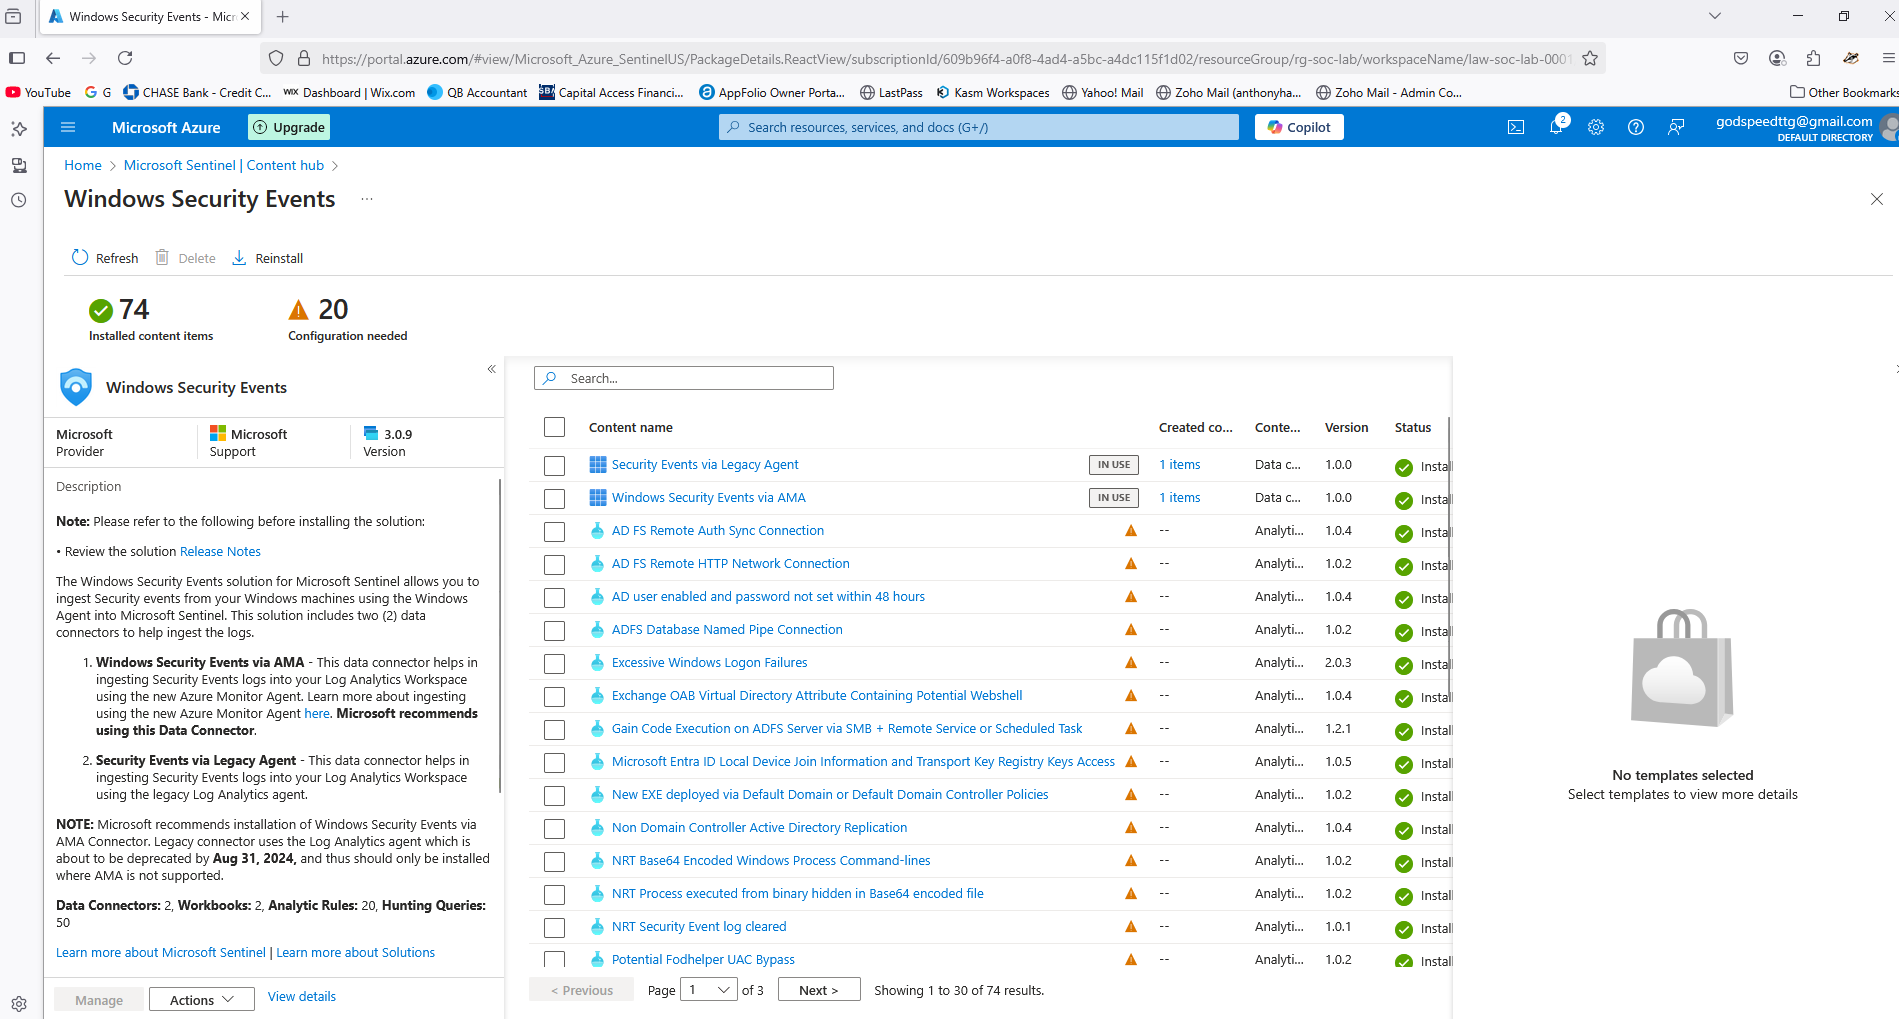 Windows Security Events - Micr
https://portal.azure.com/#view/Microsoft_Azure_SentinelUS/PackageDetails.ReactView/subscriptionId/609b96f4-a0f8-4ad4-a5bc-a4dc115f1d02/resourceGroup/rg-soc-lab/workspaceName/law-soc-lab-0001
YouTube G CHASE Bank - Credit C... WIX Dashboard | Wix.com QB Accountant SBA Capital Access Financi... AppFolio Owner Porta... LastPass Kasm Workspaces Yahoo! Mail Zoho Mail (anthonyha... Zoho Mail - Admin Co... Other Bookmarks
Microsoft Azure Upgrade Search resources, services, and docs (G+/) Copilot 2 godspeedttg@gmail.com
DEFAULT DIRECTORY
Home > Microsoft Sentinel | Content hub >
Windows Security Events ...
Refresh Delete Reinstall
74 20
Installed content items Configuration needed
«
Windows Security Events
Microsoft Microsoft 3.0.9
Provider Support Version
Description
Note: Please refer to the following before installing the solution:
• Review the solution Release Notes
The Windows Security Events solution for Microsoft Sentinel allows you to
ingest Security events from your Windows machines using the Windows
Agent into Microsoft Sentinel. This solution includes two (2) data
connectors to help ingest the logs.
1. Windows Security Events via AMA - This data connector helps in
ingesting Security Events logs into your Log Analytics Workspace
using the new Azure Monitor Agent. Learn more about ingesting
using the new Azure Monitor Agent here. Microsoft recommends
using this Data Connector.
2. Security Events via Legacy Agent - This data connector helps in
ingesting Security Events logs into your Log Analytics Workspace
using the legacy Log Analytics agent.
NOTE: Microsoft recommends installation of Windows Security Events via
AMA Connector. Legacy connector uses the Log Analytics agent which is
about to be deprecated by Aug 31, 2024, and thus should only be installed
where AMA is not supported.
Data Connectors: 2, Workbooks: 2, Analytic Rules: 20, Hunting Queries:
50
Learn more about Microsoft Sentinel | Learn more about Solutions
Manage Actions View details
Search...
Content name Created co... Conte... Version Status
Security Events via Legacy Agent IN USE 1 items Data c... 1.0.0 Instal
Windows Security Events via AMA IN USE 1 items Data c... 1.0.0 Instal
AD FS Remote Auth Sync Connection -- Analyti... 1.0.4 Instal
AD FS Remote HTTP Network Connection -- Analyti... 1.0.2 Instal
AD user enabled and password not set within 48 hours -- Analyti... 1.0.4 Instal
ADFS Database Named Pipe Connection -- Analyti... 1.0.2 Instal
Excessive Windows Logon Failures -- Analyti... 2.0.3 Instal
Exchange OAB Virtual Directory Attribute Containing Potential Webshell -- Analyti... 1.0.4 Instal
Gain Code Execution on ADFS Server via SMB + Remote Service or Scheduled Task -- Analyti... 1.2.1 Instal
Microsoft Entra ID Local Device Join Information and Transport Key Registry Keys Access -- Analyti... 1.0.5 Instal
New EXE deployed via Default Domain or Default Domain Controller Policies -- Analyti... 1.0.2 Instal
Non Domain Controller Active Directory Replication -- Analyti... 1.0.4 Instal
NRT Base64 Encoded Windows Process Command-lines -- Analyti... 1.0.2 Instal
NRT Process executed from binary hidden in Base64 encoded file -- Analyti... 1.0.2 Instal
NRT Security Event log cleared -- Analyti... 1.0.1 Instal
Potential Fodhelper UAC Bypass -- Analyti... 1.0.2 Instal
< Previous Page 1 of 3 Next > Showing 1 to 30 of 74 results.
No templates selected
Select templates to view more details